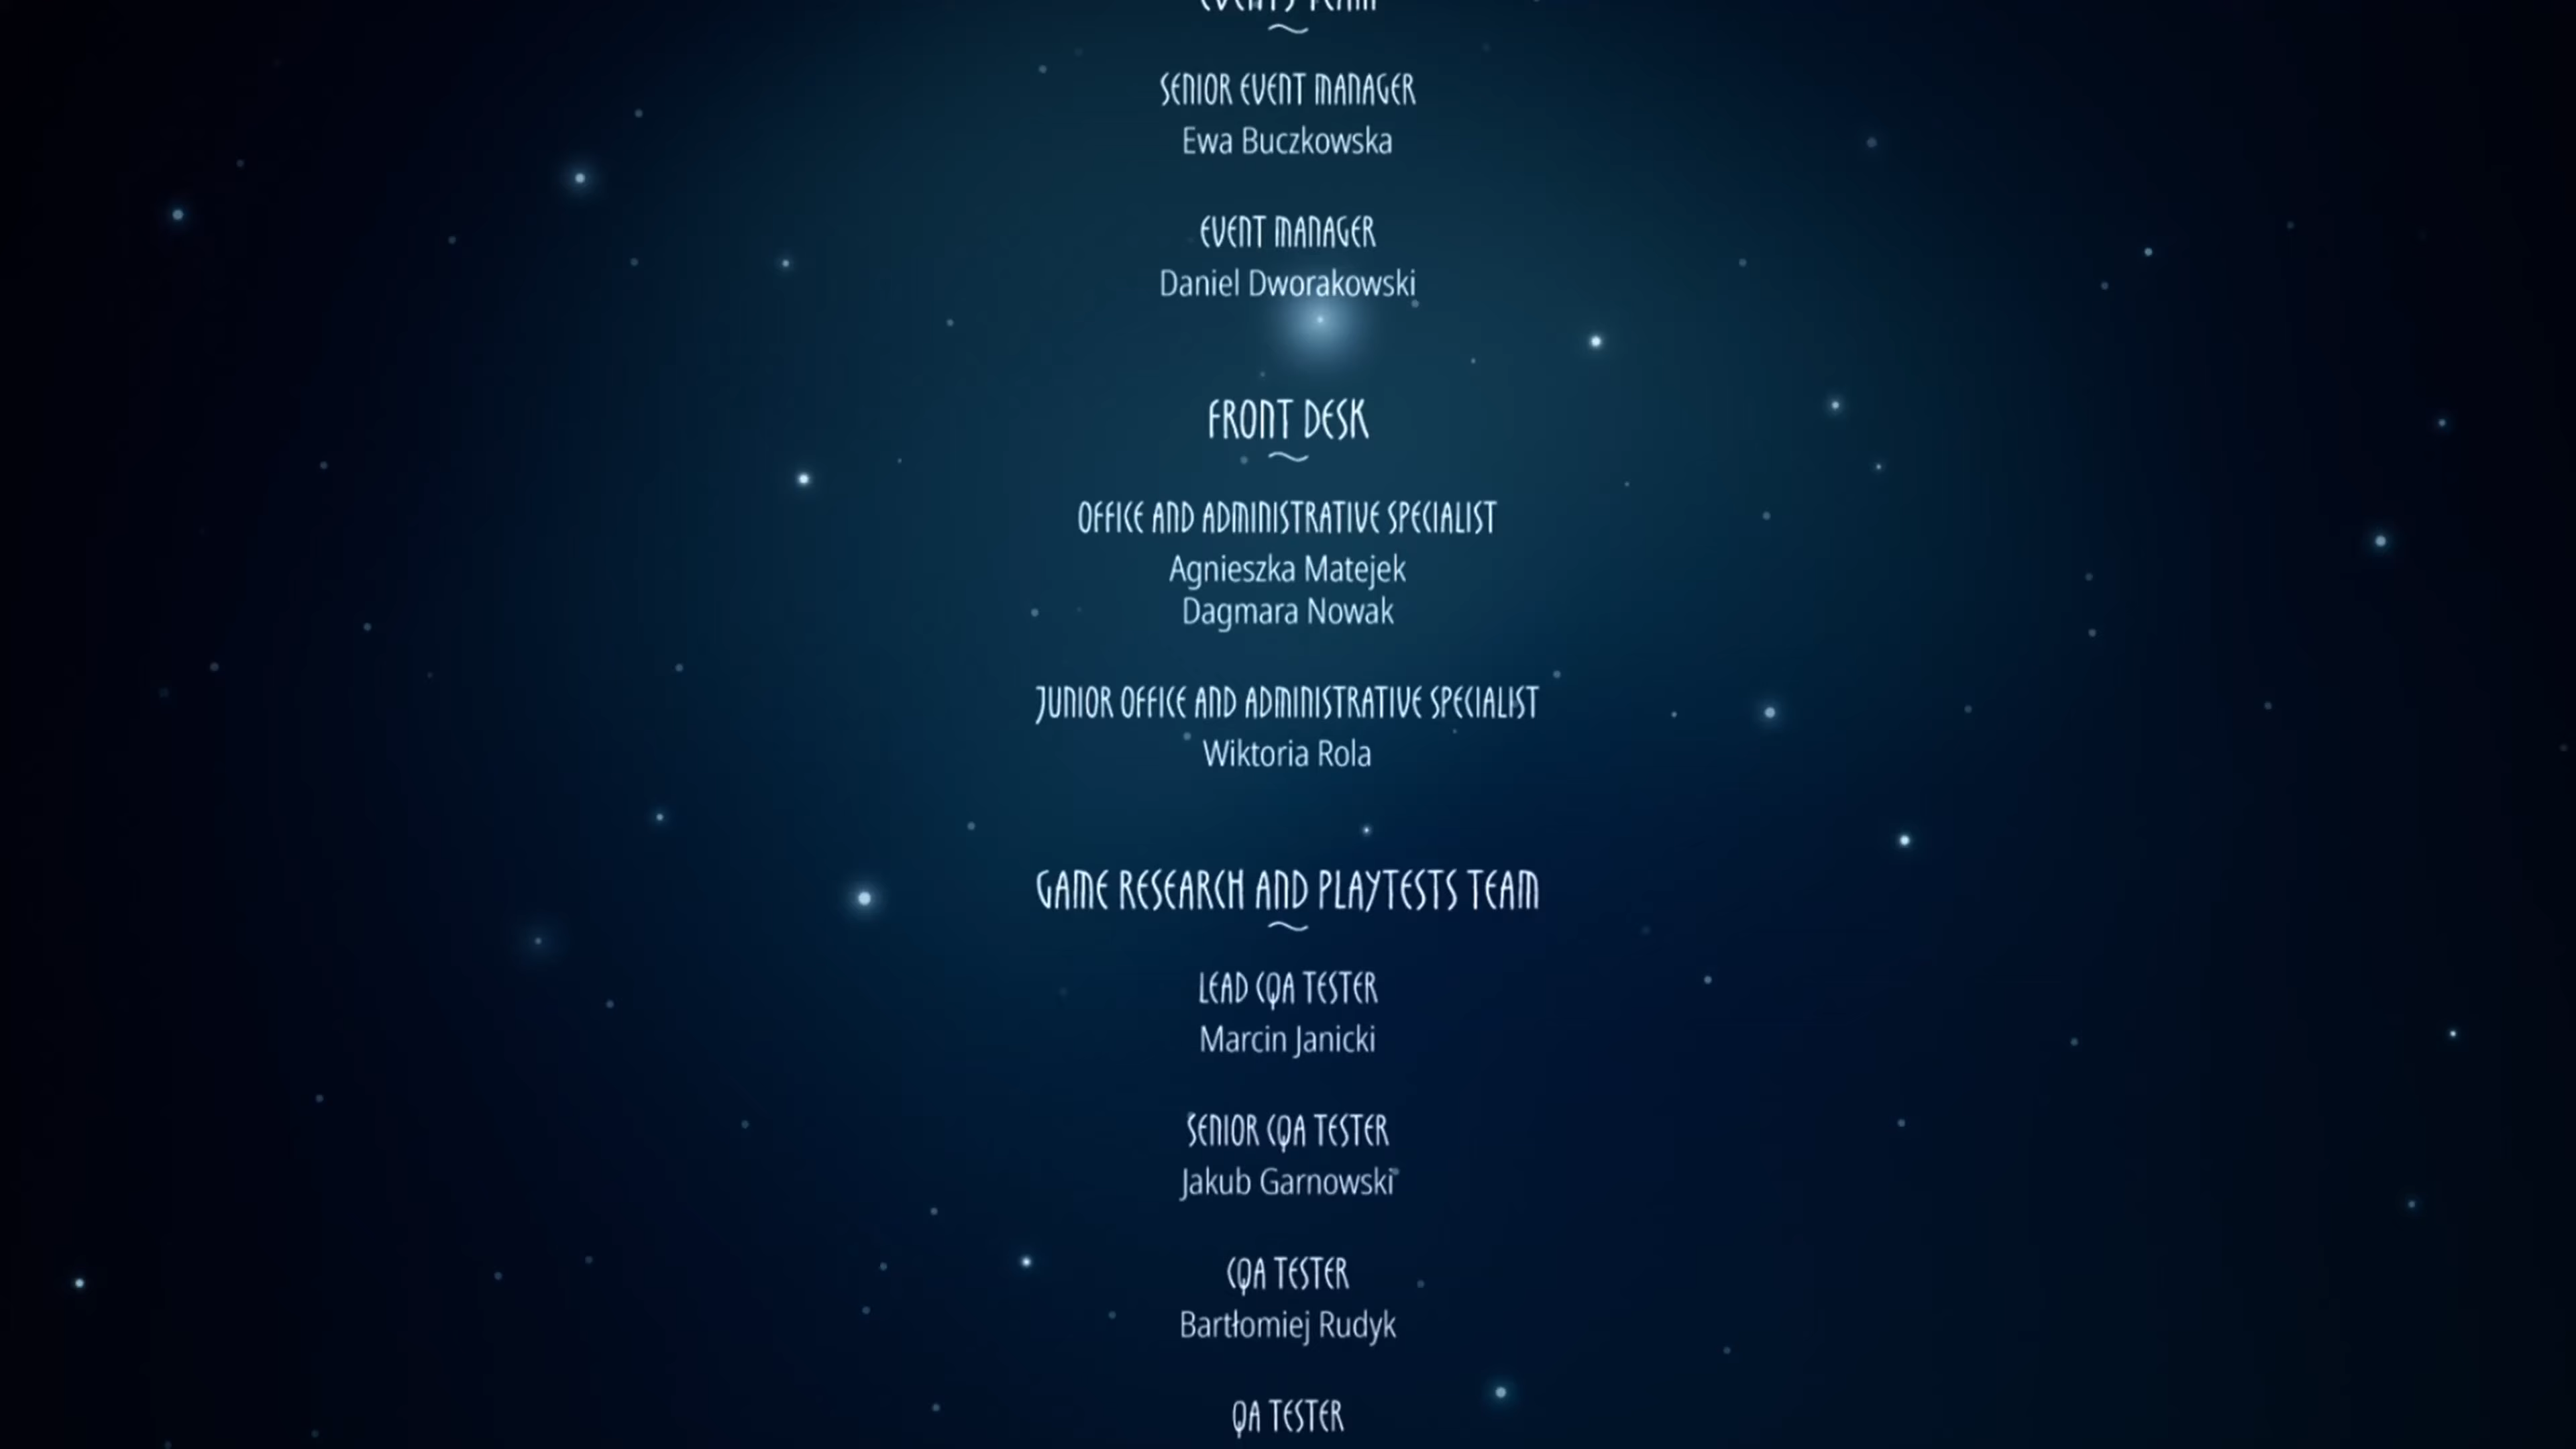 EVENTS TEAM
SENIOR EVENT MANAGER
Ewa Buczkowska
EVENT MANAGER
Daniel Dworakowski
FRONT DESK
OFFICE AND ADMINISTRATIVE SPECIALIST
Agnieszka Matejek
Dagmara Nowak
JUNIOR OFFICE AND ADMINISTRATIVE SPECIALIST
Wiktoria Rola
GAME RESEARCH AND PLAYTESTS TEAM
LEAD CQA TESTER
Marcin Janicki
SENIOR CQA TESTER
Jakub Garnowski
CQA TESTER
Bartłomiej Rudyk
QA TESTER